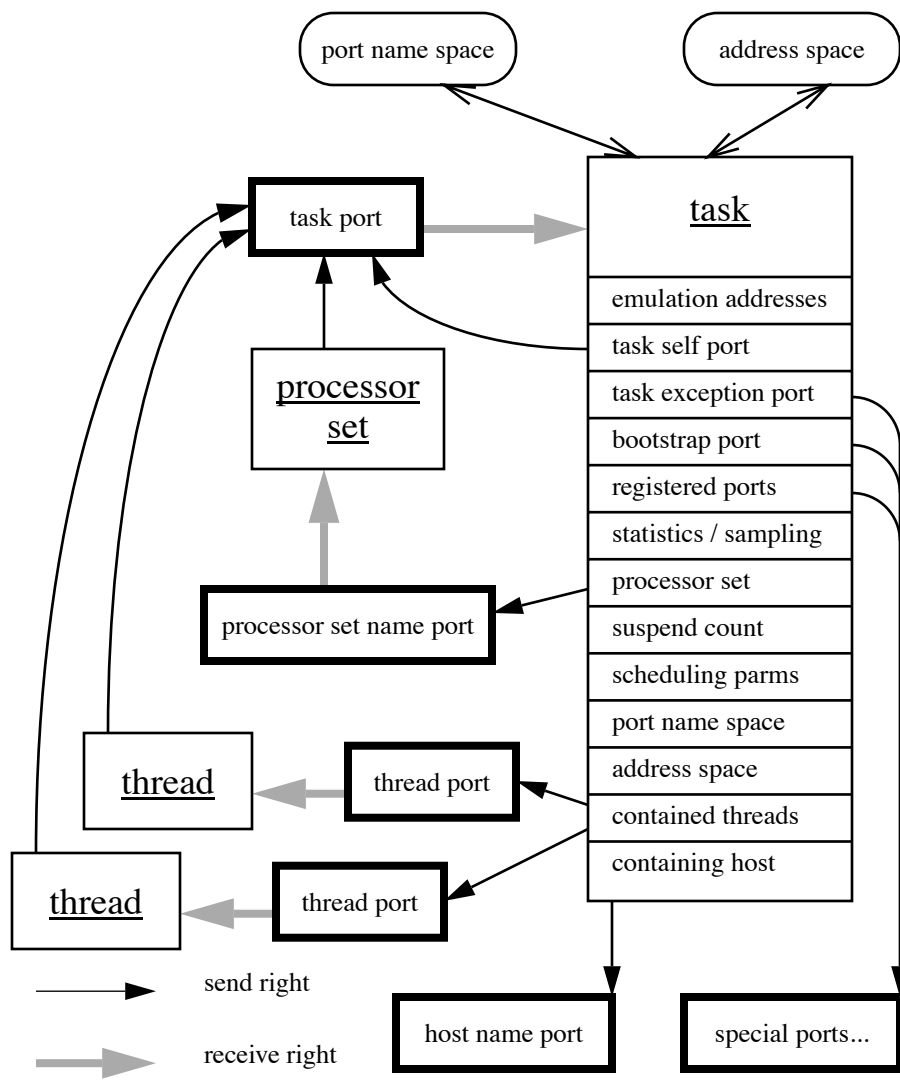 port name space
address space
task port
task
emulation addresses
task self port
task exception port
bootstrap port
registered ports
statistics / sampling
processor set
suspend count
scheduling parms
port name space
address space
contained threads
containing host
processor
set
processor set name port
thread
thread port
thread
thread port
send right
receive right
host name port
special ports...